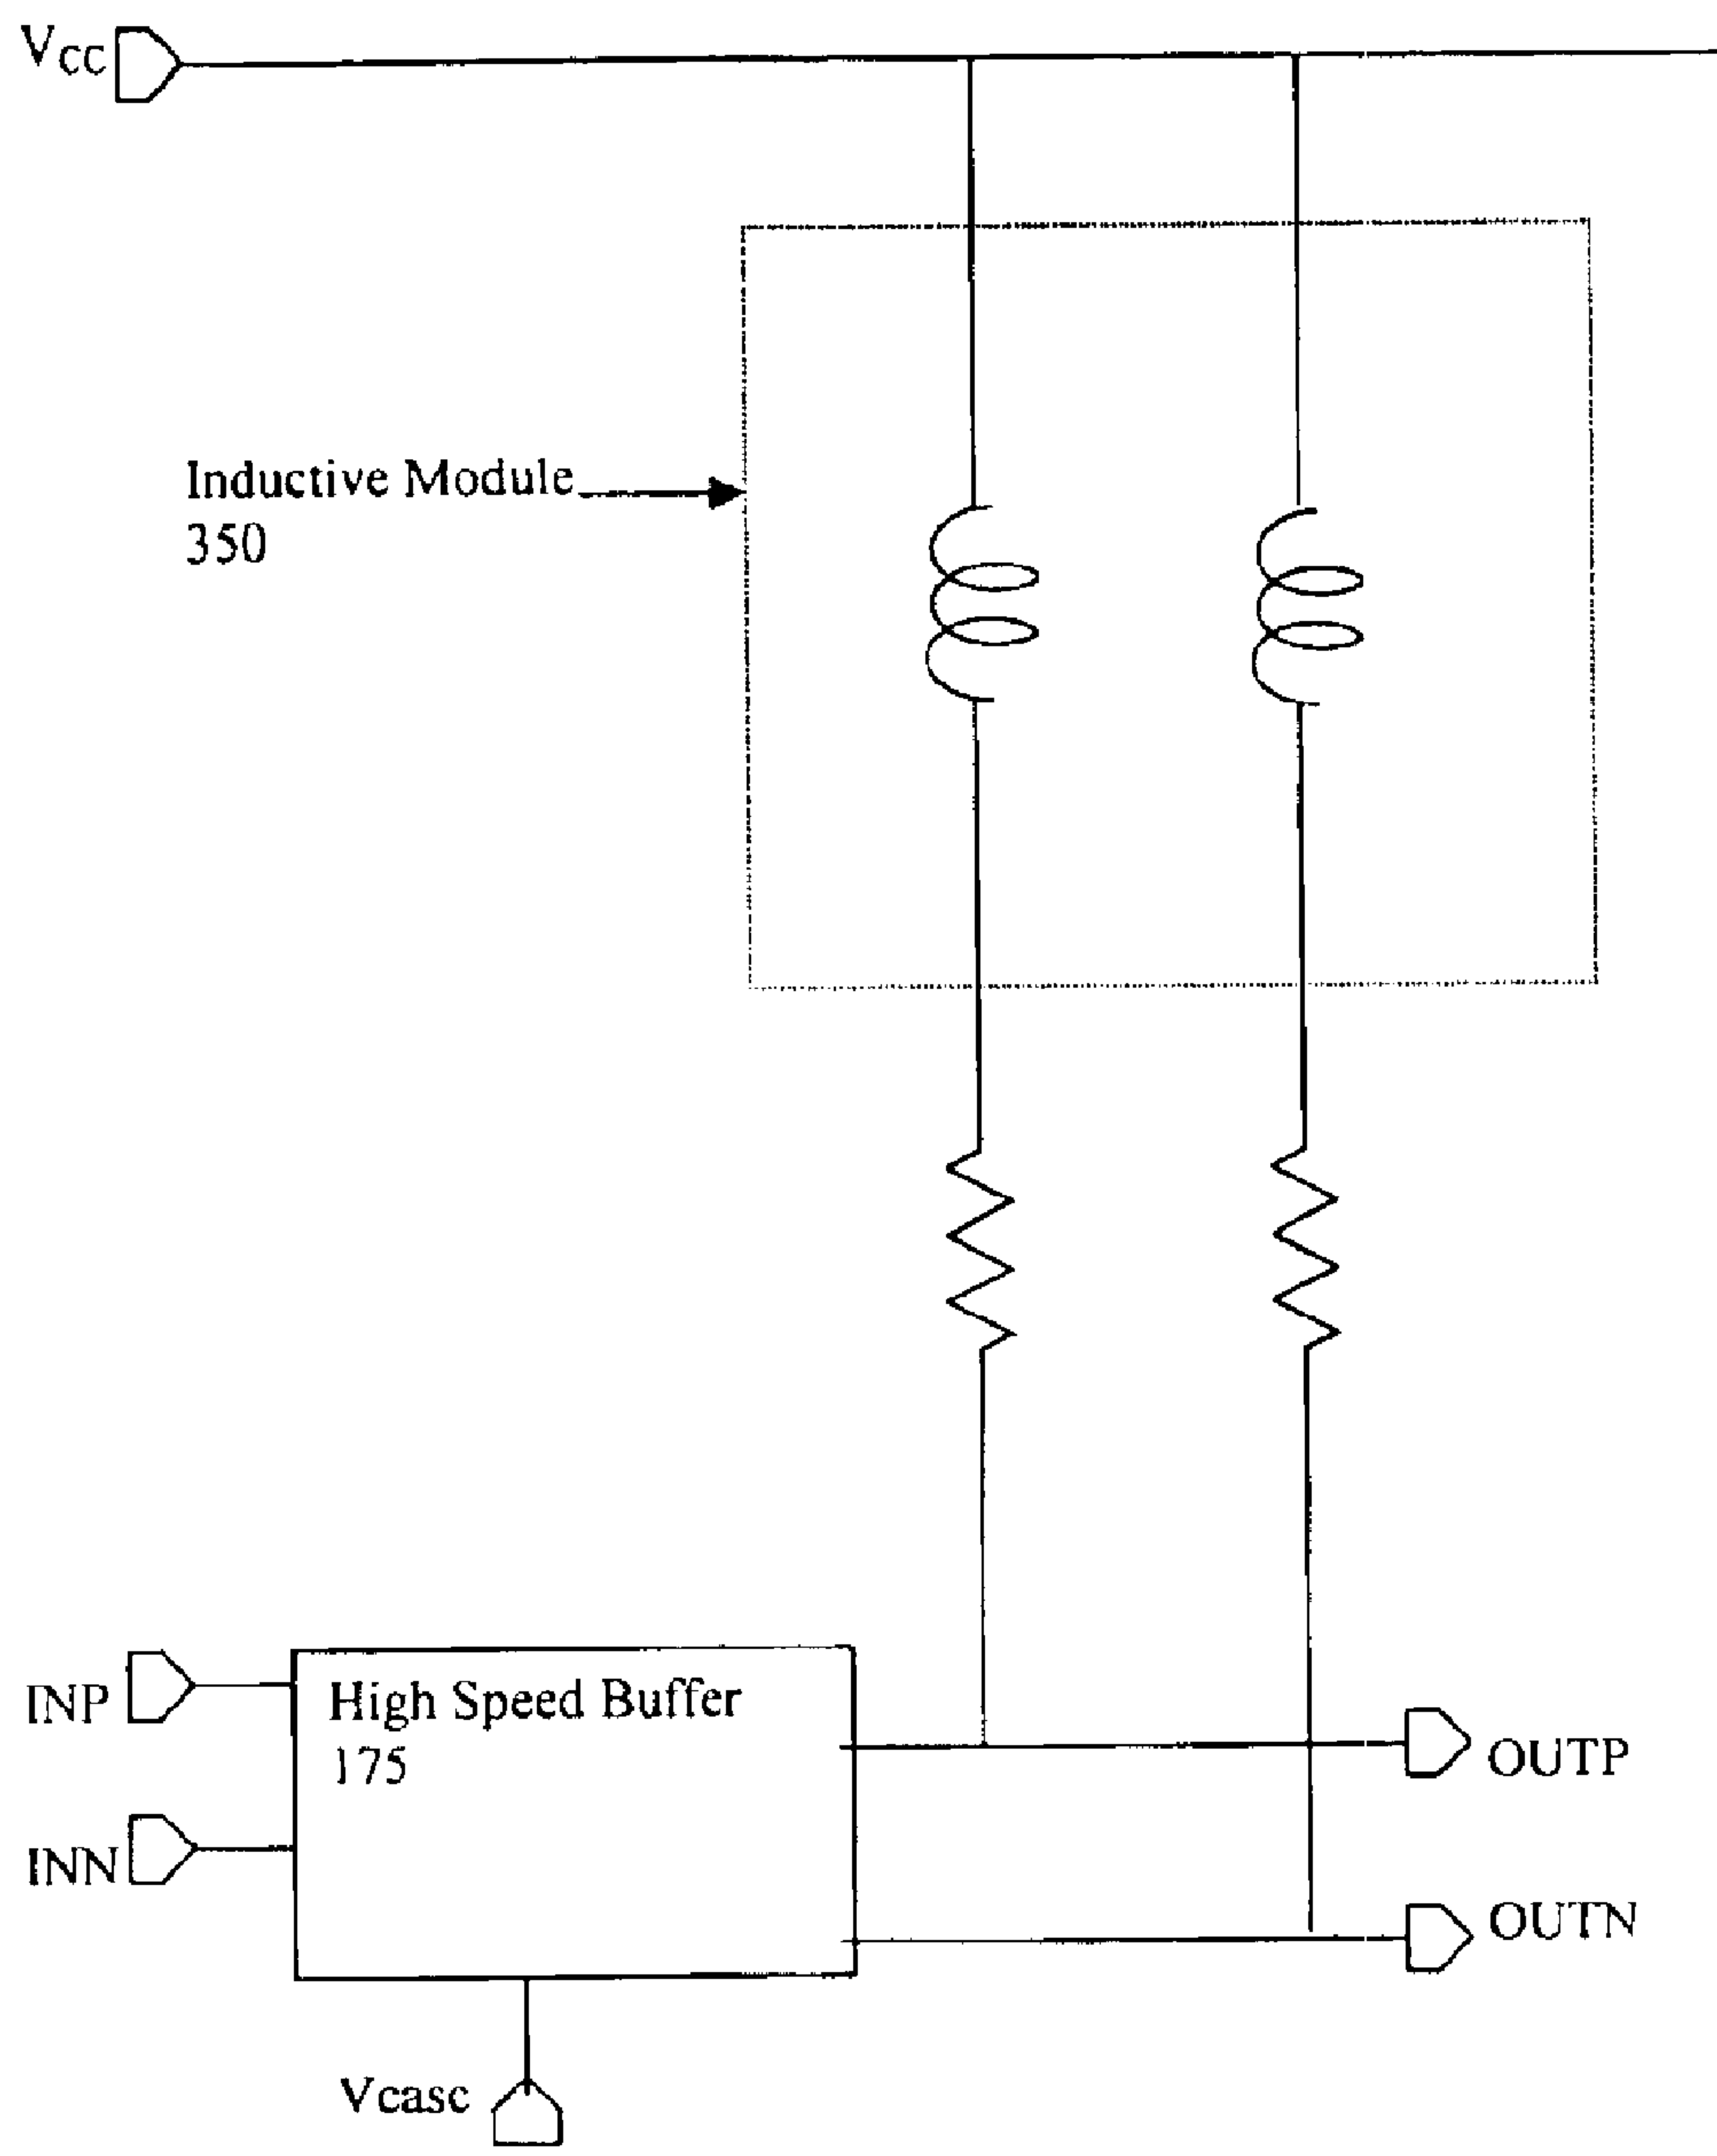 VCC
Inductive Module
350
INP
High Speed Buffer
175
OUTP
INN
OUTN
Vcasc